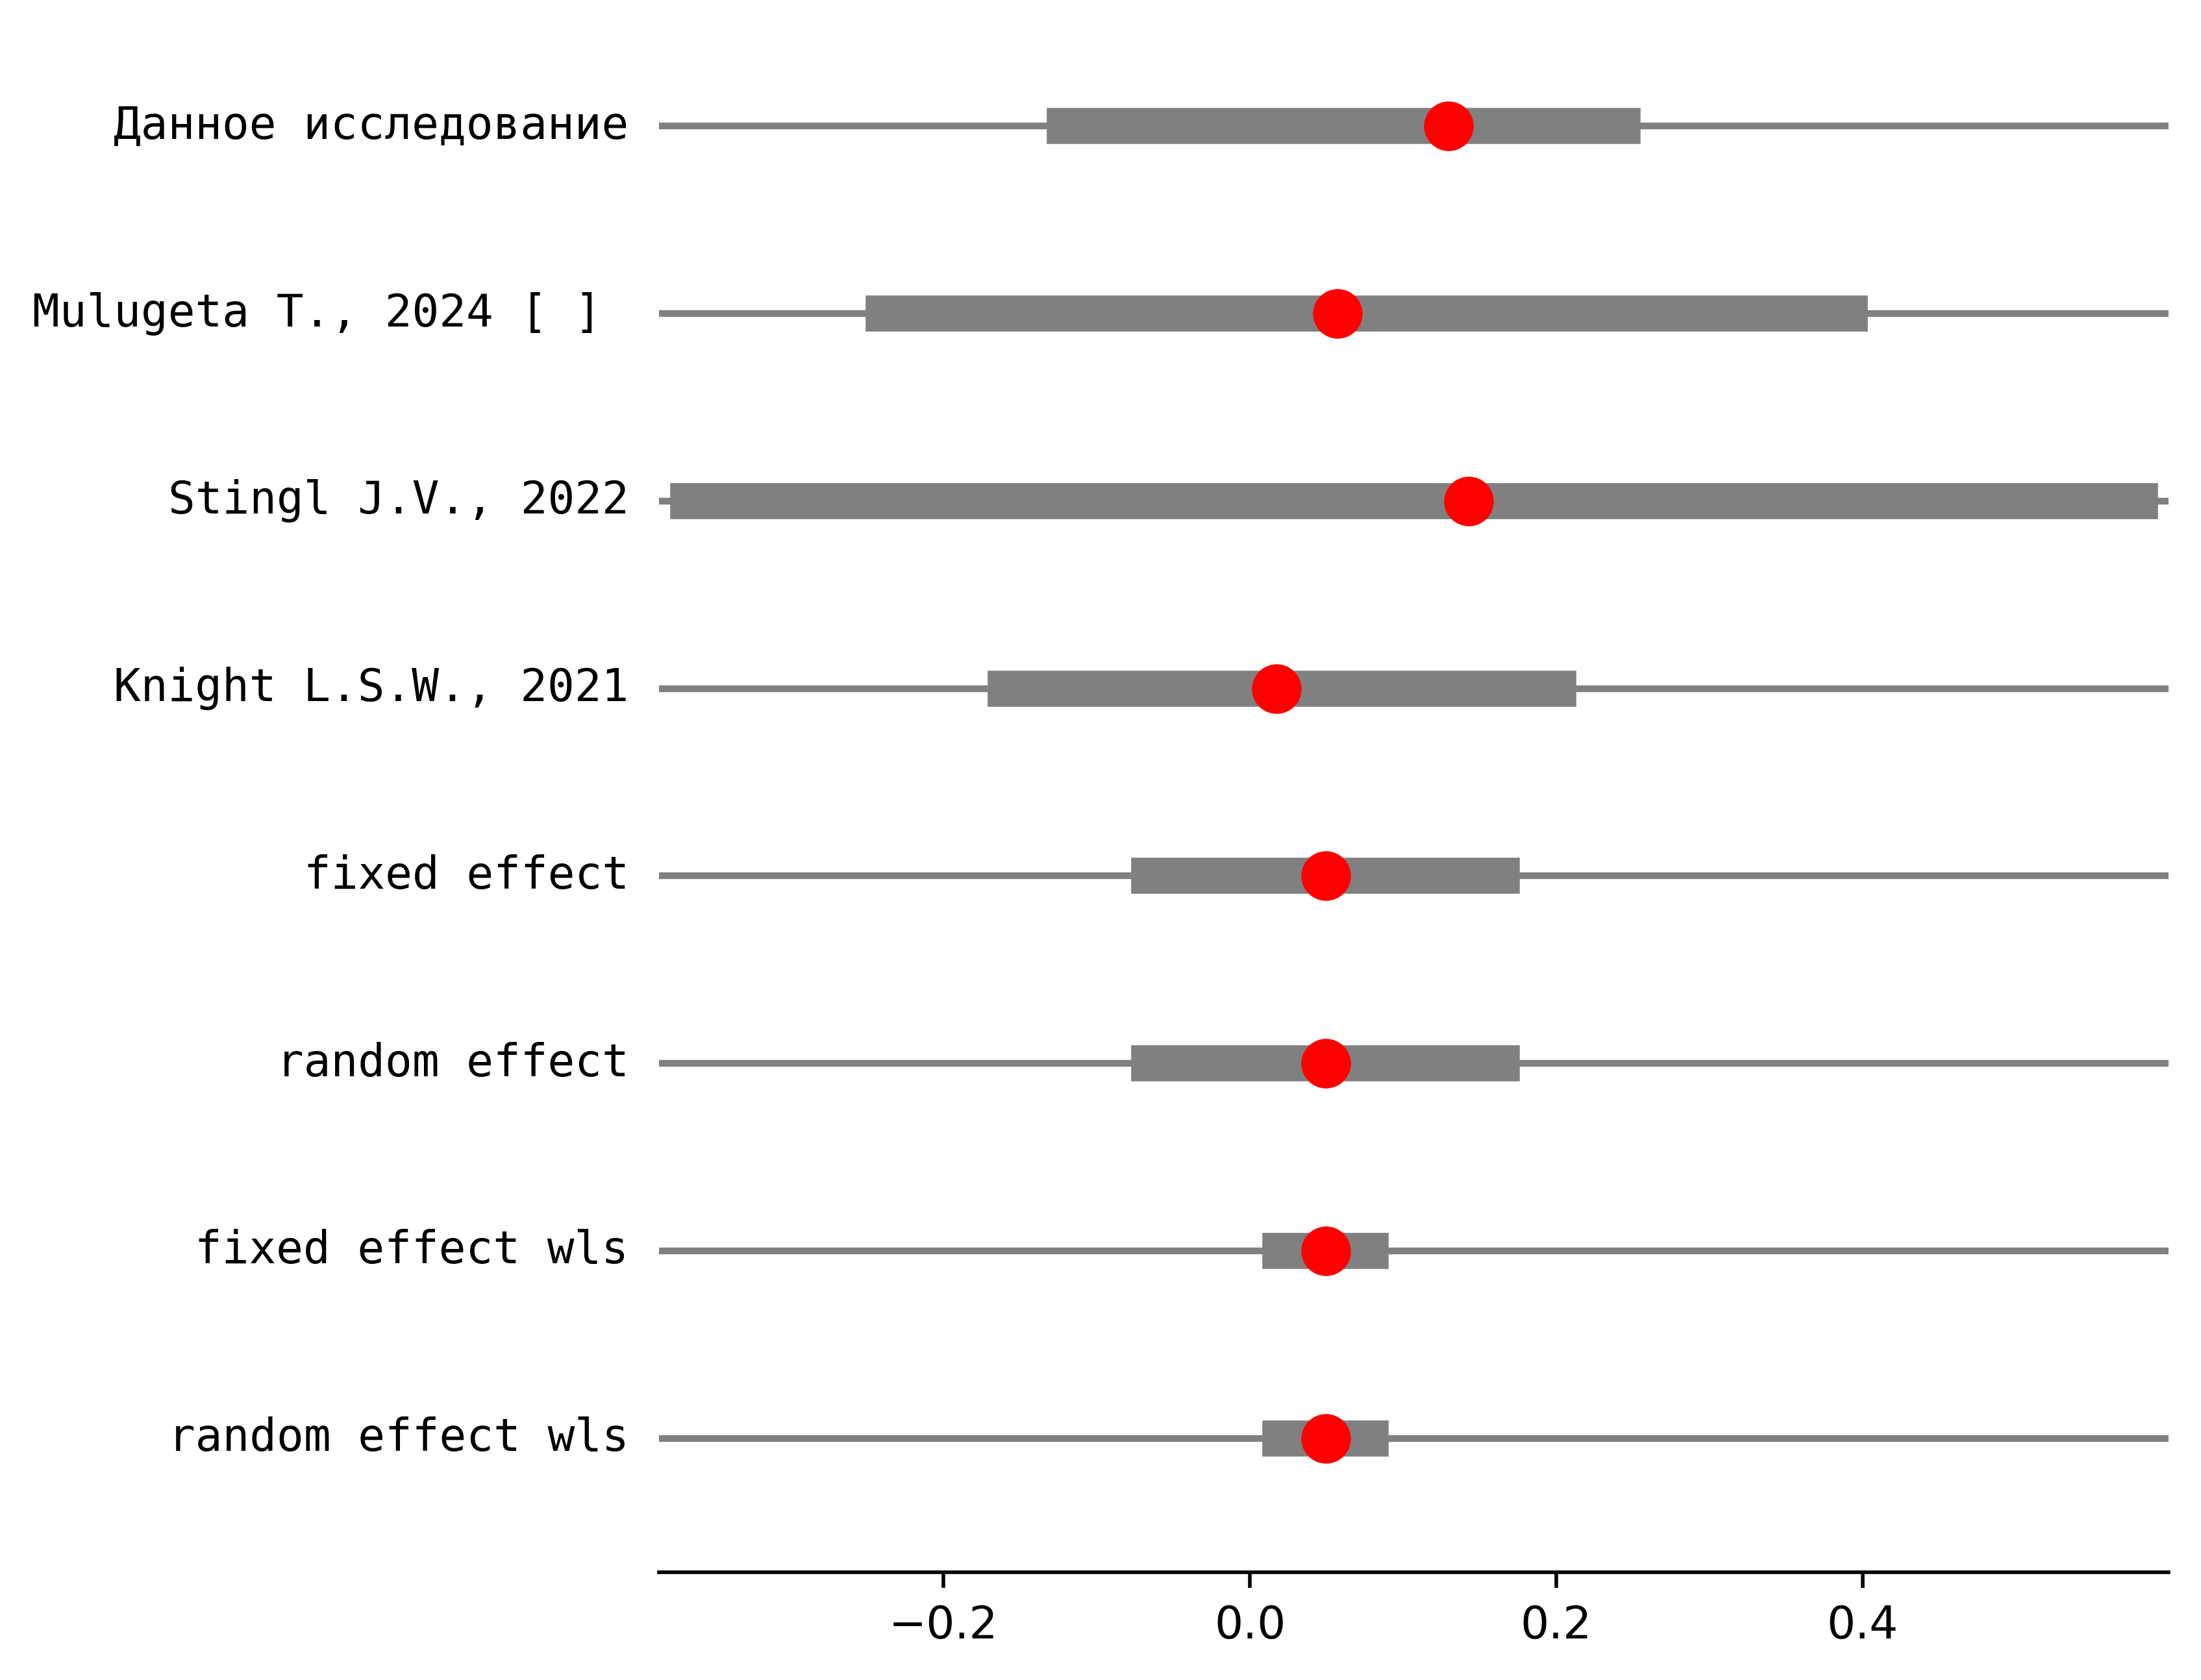 Данное исследование
Mulugeta T., 2024 [ ]
Stingl J.V., 2022
Knight L.S.W., 2021
fixed effect
random effect
fixed effect wls
random effect wls
−0.2 0.0 0.2 0.4